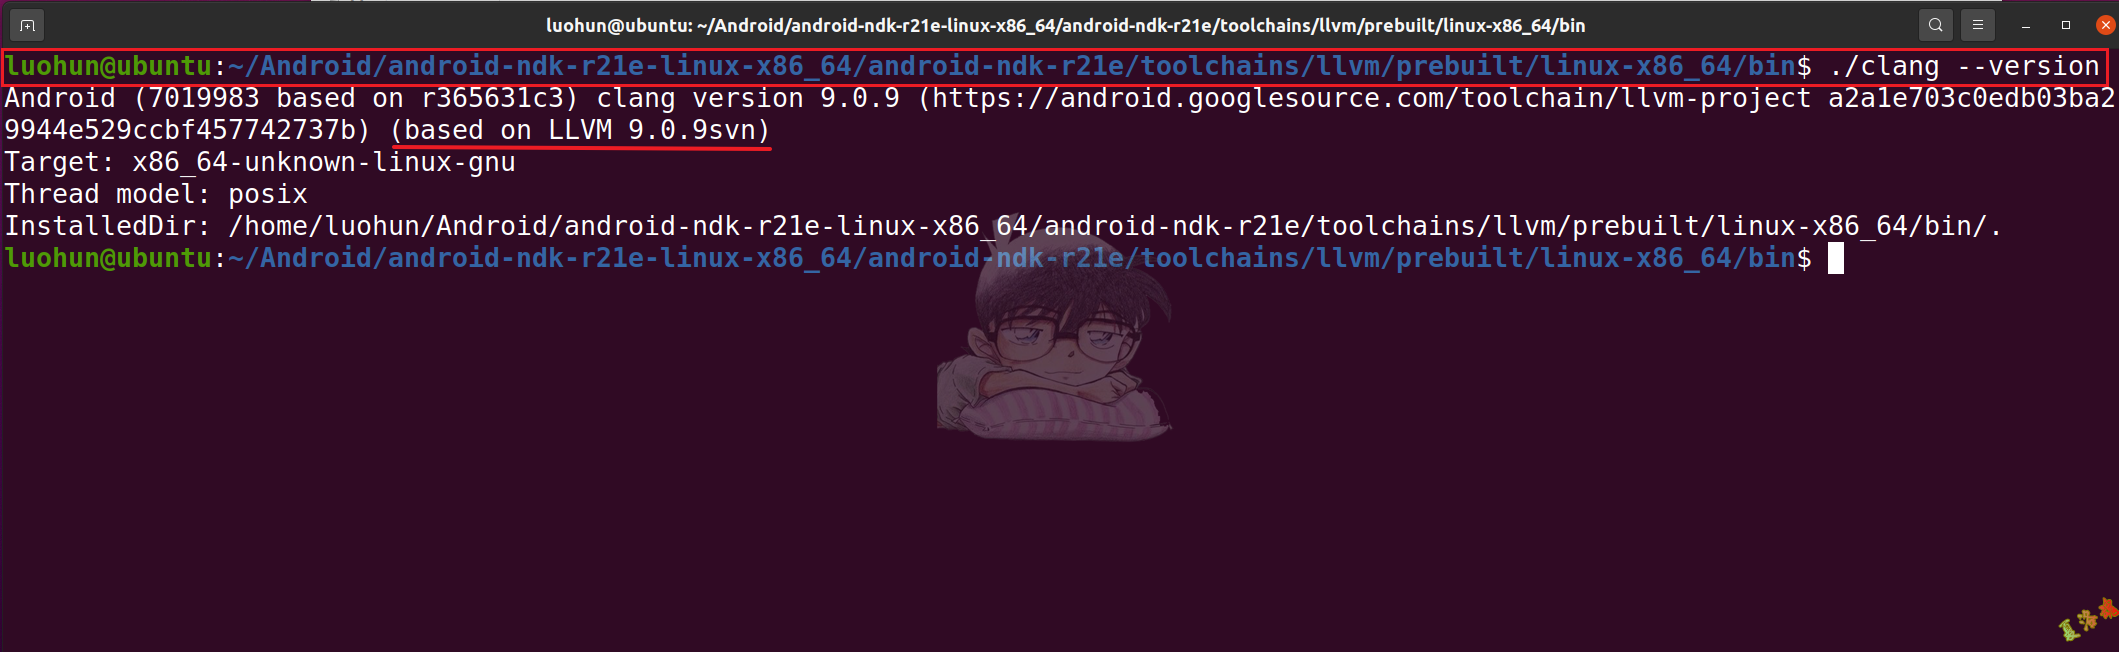 luohun@ubuntu: ~/Android/android-ndk-r21e-linux-x86_64/android-ndk-r21e/toolchains/llvm/prebuilt/linux-x86_64/bin
luohun@ubuntu:~/Android/android-ndk-r21e-linux-x86_64/android-ndk-r21e/toolchains/llvm/prebuilt/linux-x86_64/bin$ ./clang --version
Android (7019983 based on r365631c3) clang version 9.0.9 (https://android.googlesource.com/toolchain/llvm-project a2a1e703c0edb03ba2
9944e529ccbf457742737b) (based on LLVM 9.0.9svn)
Target: x86_64-unknown-linux-gnu
Thread model: posix
InstalledDir: /home/luohun/Android/android-ndk-r21e-linux-x86_64/android-ndk-r21e/toolchains/llvm/prebuilt/linux-x86_64/bin/.
luohun@ubuntu:~/Android/android-ndk-r21e-linux-x86_64/android-ndk-r21e/toolchains/llvm/prebuilt/linux-x86_64/bin$